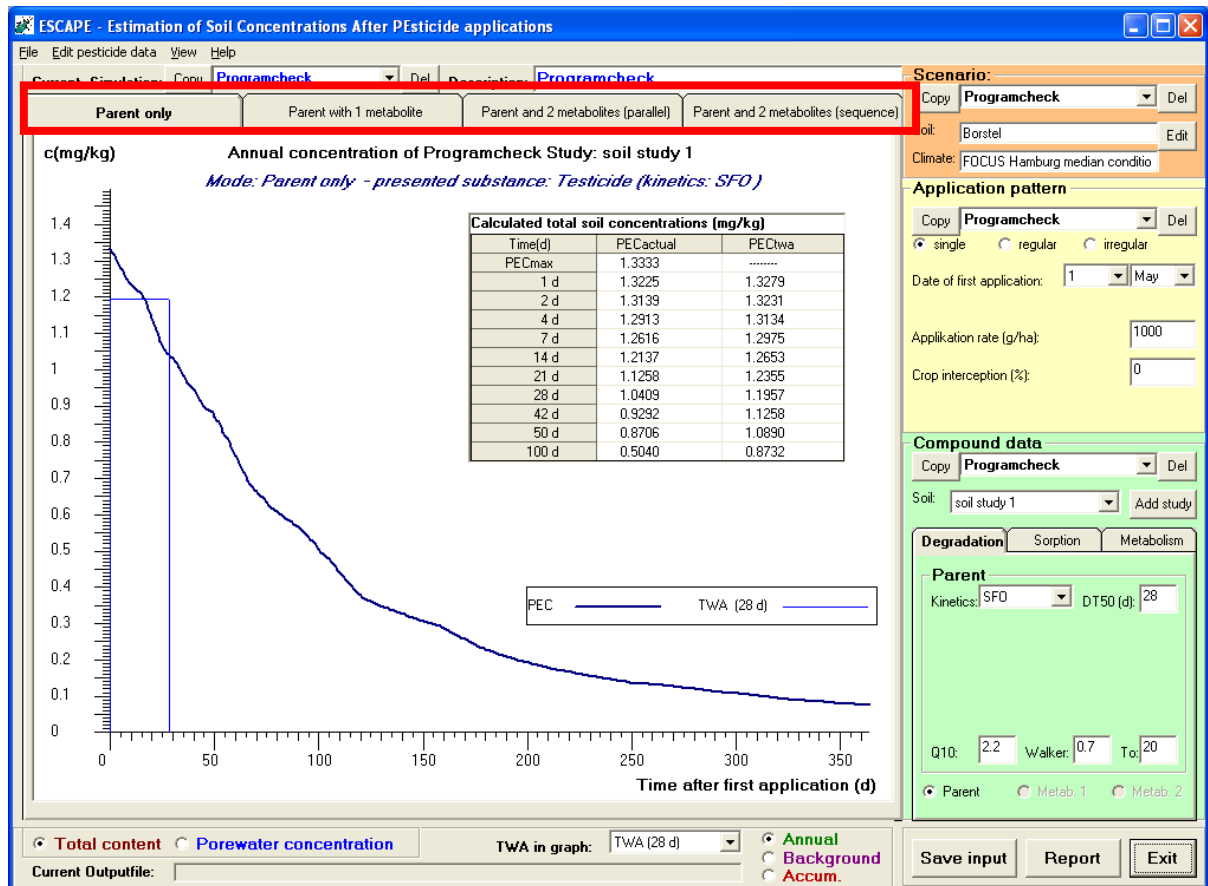 ESCAPE - Estimation of Soil Concentrations After PEsticide applications
File Edit pesticide data View Help
Current Simulation: Copy Programcheck Del Description: Programcheck
Parent only Parent with 1 metabolite Parent and 2 metabolites (parallel) Parent and 2 metabolites (sequence)
c(mg/kg) Annual concentration of Programcheck Study: soil study 1
Mode: Parent only - presented substance: Testicide (kinetics: SFO)
Calculated total soil concentrations (mg/kg)
Time(d) PECactual PECtwa
PECmax 1.3333 --------
1 d 1.3225 1.3279
2 d 1.3139 1.3231
4 d 1.2913 1.3134
7 d 1.2616 1.2975
14 d 1.2137 1.2653
21 d 1.1258 1.2355
28 d 1.0409 1.1957
42 d 0.9292 1.1258
50 d 0.8706 1.0890
100 d 0.5040 0.8732
1.4
1.3
1.2
1.1
1
0.9
0.8
0.7
0.6
0.5
0.4
0.3
0.2
0.1
0
PEC TWA (28 d)
0 50 100 150 200 250 300 350
Time after first application (d)
Scenario:
Copy Programcheck Del
Soil: Borstel Edit
Climate: FOCUS Hamburg median conditio
Application pattern
Copy Programcheck Del
single regular irregular
Date of first application: 1 May
Applikation rate (g/ha): 1000
Crop interception (%): 0
Compound data
Copy Programcheck Del
Soil: soil study 1 Add study
Degradation Sorption Metabolism
Parent
Kinetics: SFO DT50 (d): 28
Q10: 2.2 Walker: 0.7 To: 20
Parent Metab. 1 Metab. 2
Total content Porewater concentration TWA in graph: TWA (28 d) Annual
Background
Accum.
Current Outputfile:
Save input Report Exit